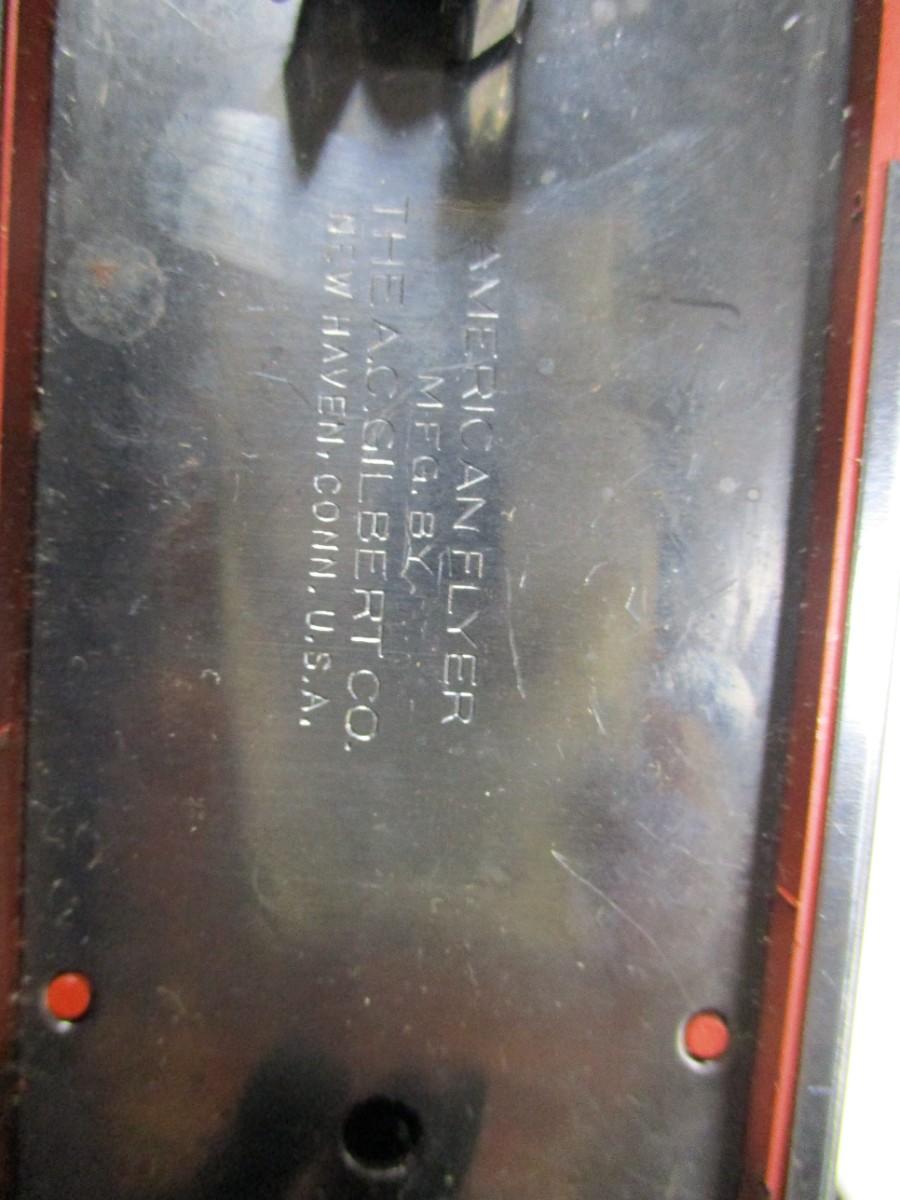 AMERICAN FLYER
MFG. BY
THE A.C. GILBERT CO.
NEW HAVEN, CONN, U.S.A.